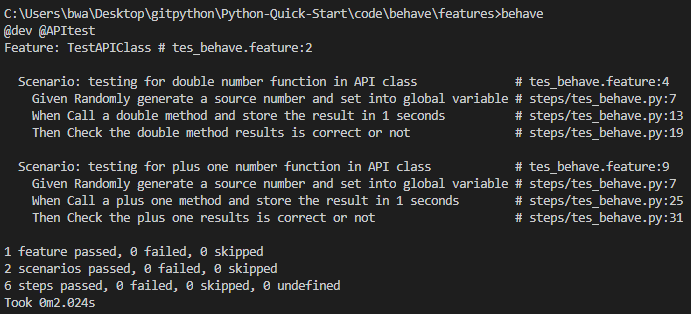 C:\Users\bwa\Desktop\gitpython\Python-Quick-Start\code\behave\features>behave
@dev @APItest
Feature: TestAPIClass # tes_behave.feature:2
Scenario: testing for double number function in API class # tes_behave.feature:4
Given Randomly generate a source number and set into global variable # steps/tes_behave.py:7
When Call a double method and store the result in 1 seconds # steps/tes_behave.py:13
Then Check the double method results is correct or not # steps/tes_behave.py:19
Scenario: testing for plus one number function in API class # tes_behave.feature:9
Given Randomly generate a source number and set into global variable # steps/tes_behave.py:7
When Call a plus one method and store the result in 1 seconds # steps/tes_behave.py:25
Then Check the plus one results is correct or not # steps/tes_behave.py:31
1 feature passed, 0 failed, 0 skipped
2 scenarios passed, 0 failed, 0 skipped
6 steps passed, 0 failed, 0 skipped, 0 undefined
Took 0m2.024s